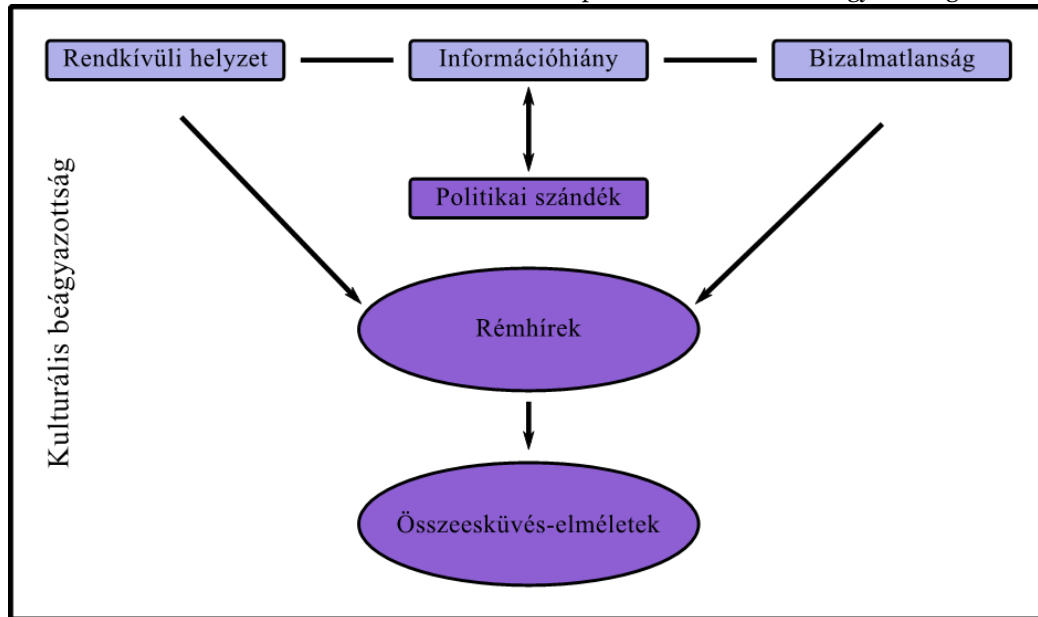 Rendkívüli helyzet
Információhiány
Bizalmatlanság
Politikai szándék
Kulturális beágyazottság
Rémhírek
Összeesküvés-elméletek